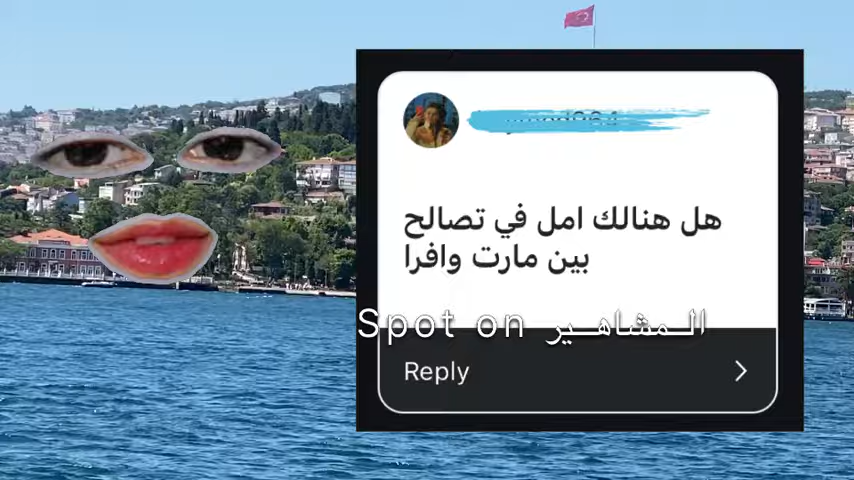 هل هنالك امل في تصالح
بين مارت وافرا
Spot on المشاهير
Reply